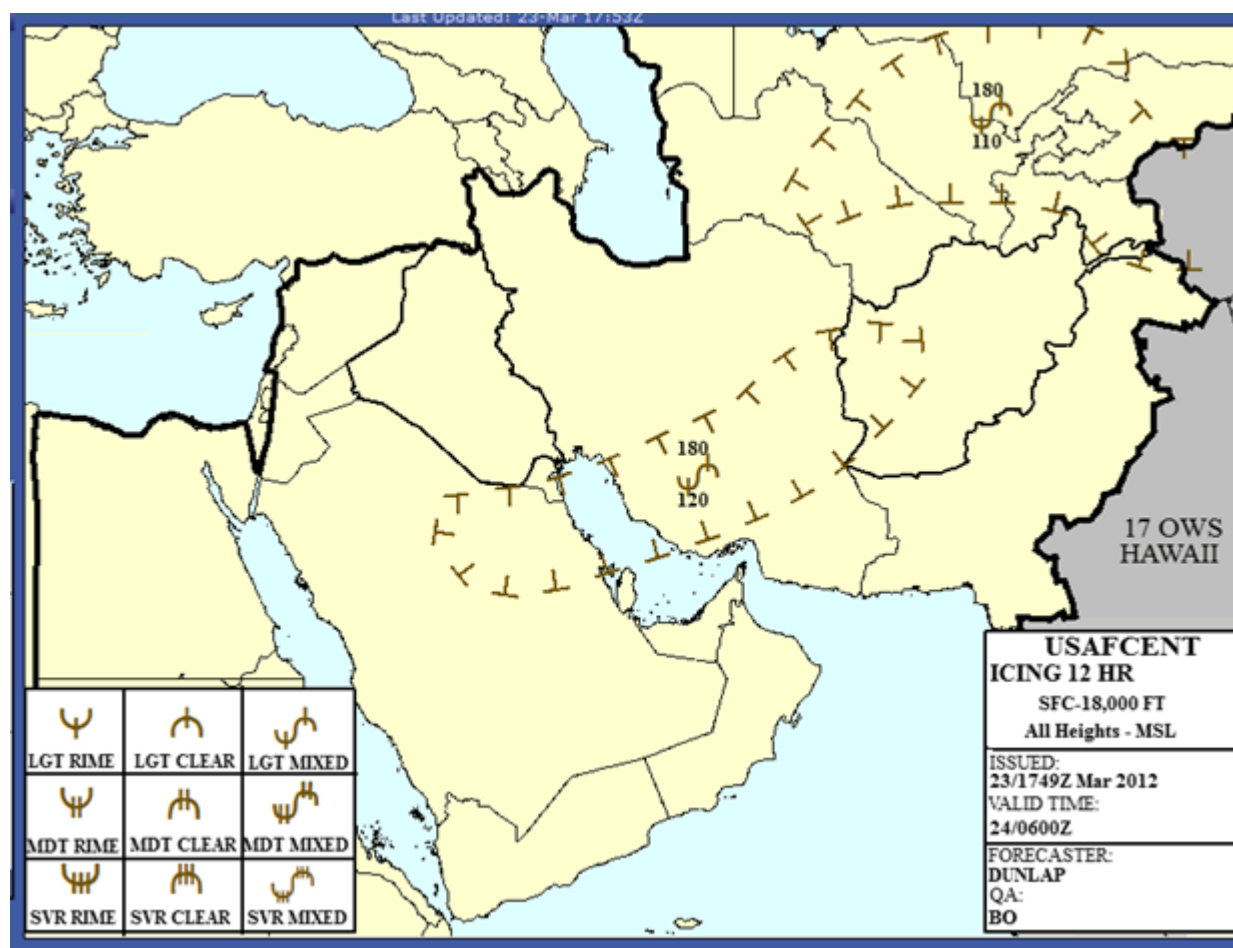 Last Updated: 23-Mar 17:53Z
180
110
180
120
17 OWS
HAWAII
USAFCENT
ICING 12 HR
SFC-18,000 FT
All Heights - MSL
ISSUED:
23/1749Z Mar 2012
VALID TIME:
24/0600Z
FORECASTER:
DUNLAP
QA:
BO
LGT RIME LGT CLEAR LGT MIXED
MDT RIME MDT CLEAR MDT MIXED
SVR RIME SVR CLEAR SVR MIXED